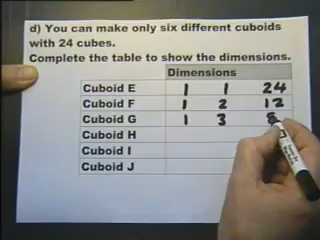 d) You can make only six different cuboids
with 24 cubes.
Complete the table to show the dimensions.
Dimensions
Cuboid E 1 1 24
Cuboid F 1 2 12
Cuboid G 1 3 8
Cuboid H
Cuboid I
Cuboid J